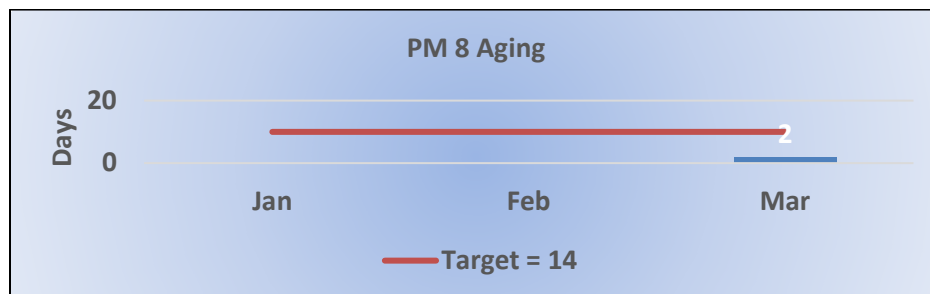 PM 8 Aging
Days
20
2
0
Jan Feb Mar
Target = 14